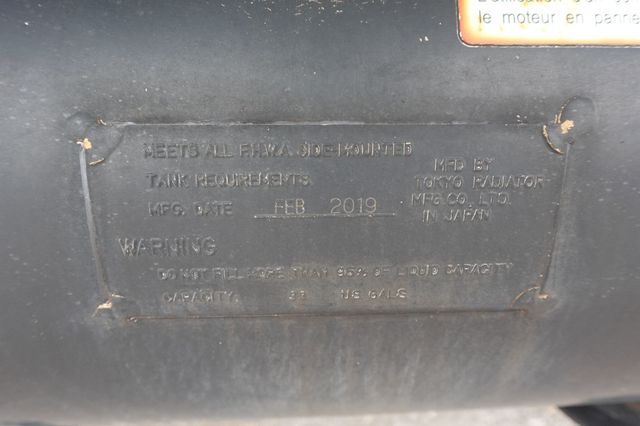 le moteur en panne
MEETS ALL F.H.W.A. SIDE-MOUNTED
TANK REQUIREMENTS
MFG. DATE FEB 2019
MFD BY
TOKYO RADIATOR
MFG. CO., LTD.
IN JAPAN
WARNING
DO NOT FILL MORE THAN 95% OF LIQUID CAPACITY
CAPACITY. US GALS